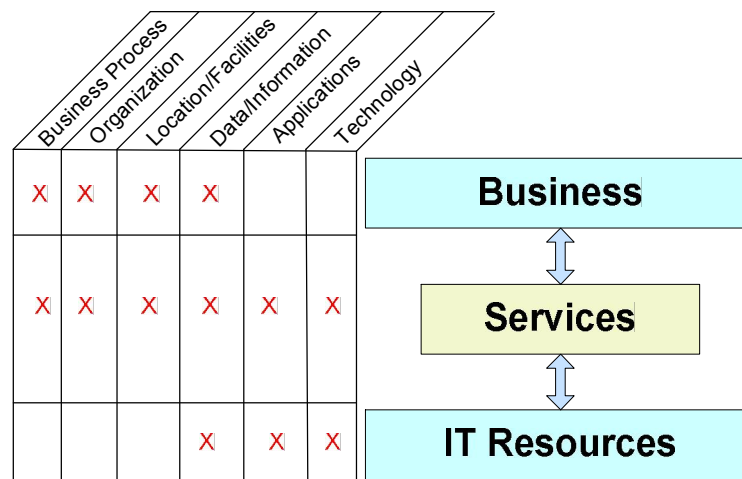 Business Process
Organization
Location/Facilities
Data/Information
Applications
Technology
X X X X
Business
X X X X X X
Services
X X X
IT Resources